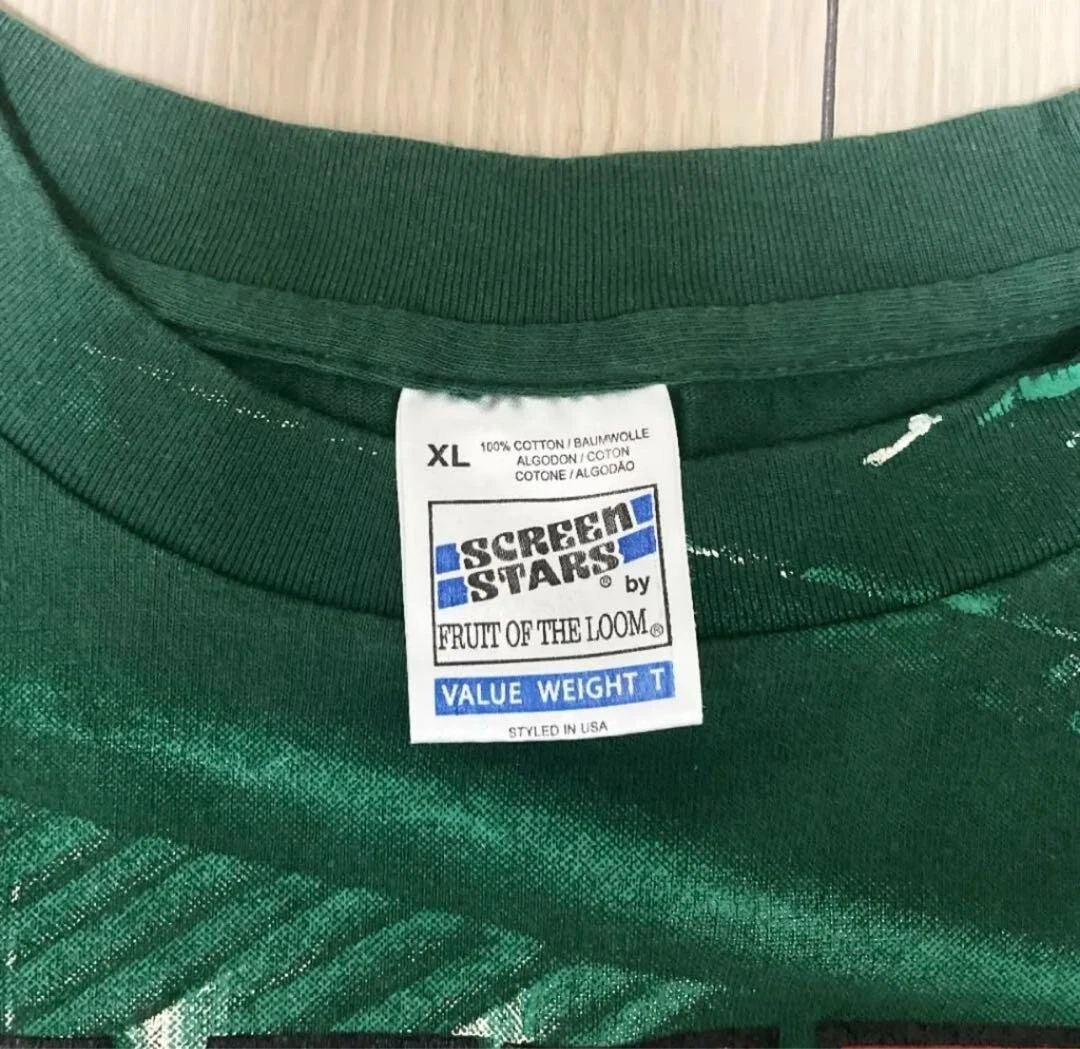 XL 100% COTTON / BAUMWOLLE
ALGODON / COTON
COTONE / ALGODÃO
SCREEN
STARS® by
FRUIT OF THE LOOM®
VALUE WEIGHT T
STYLED IN USA